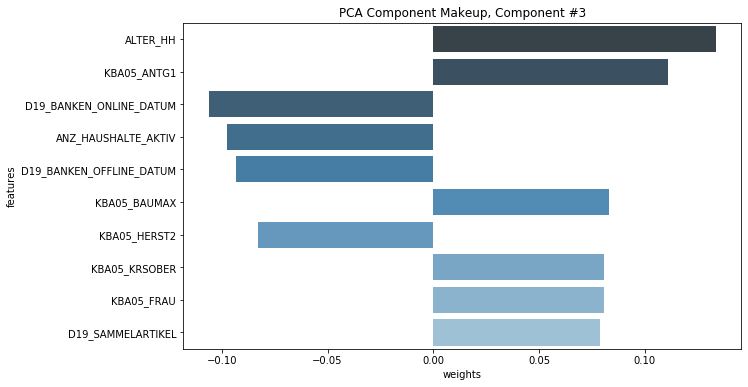 PCA Component Makeup, Component #3
ALTER_HH
KBA05_ANTG1
D19_BANKEN_ONLINE_DATUM
ANZ_HAUSHALTE_AKTIV
D19_BANKEN_OFFLINE_DATUM
KBA05_BAUMAX
KBA05_HERST2
KBA05_KRSOBER
KBA05_FRAU
D19_SAMMELARTIKEL
features
−0.10 −0.05 0.00 0.05 0.10
weights